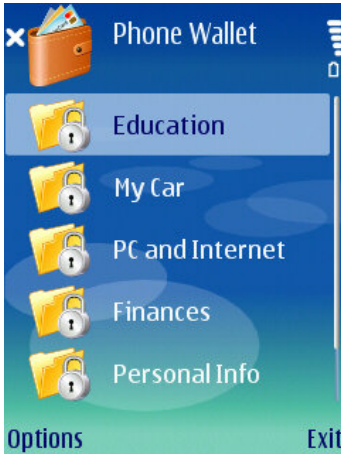 Phone Wallet
Education
My Car
PC and Internet
Finances
Personal Info
Options Exit